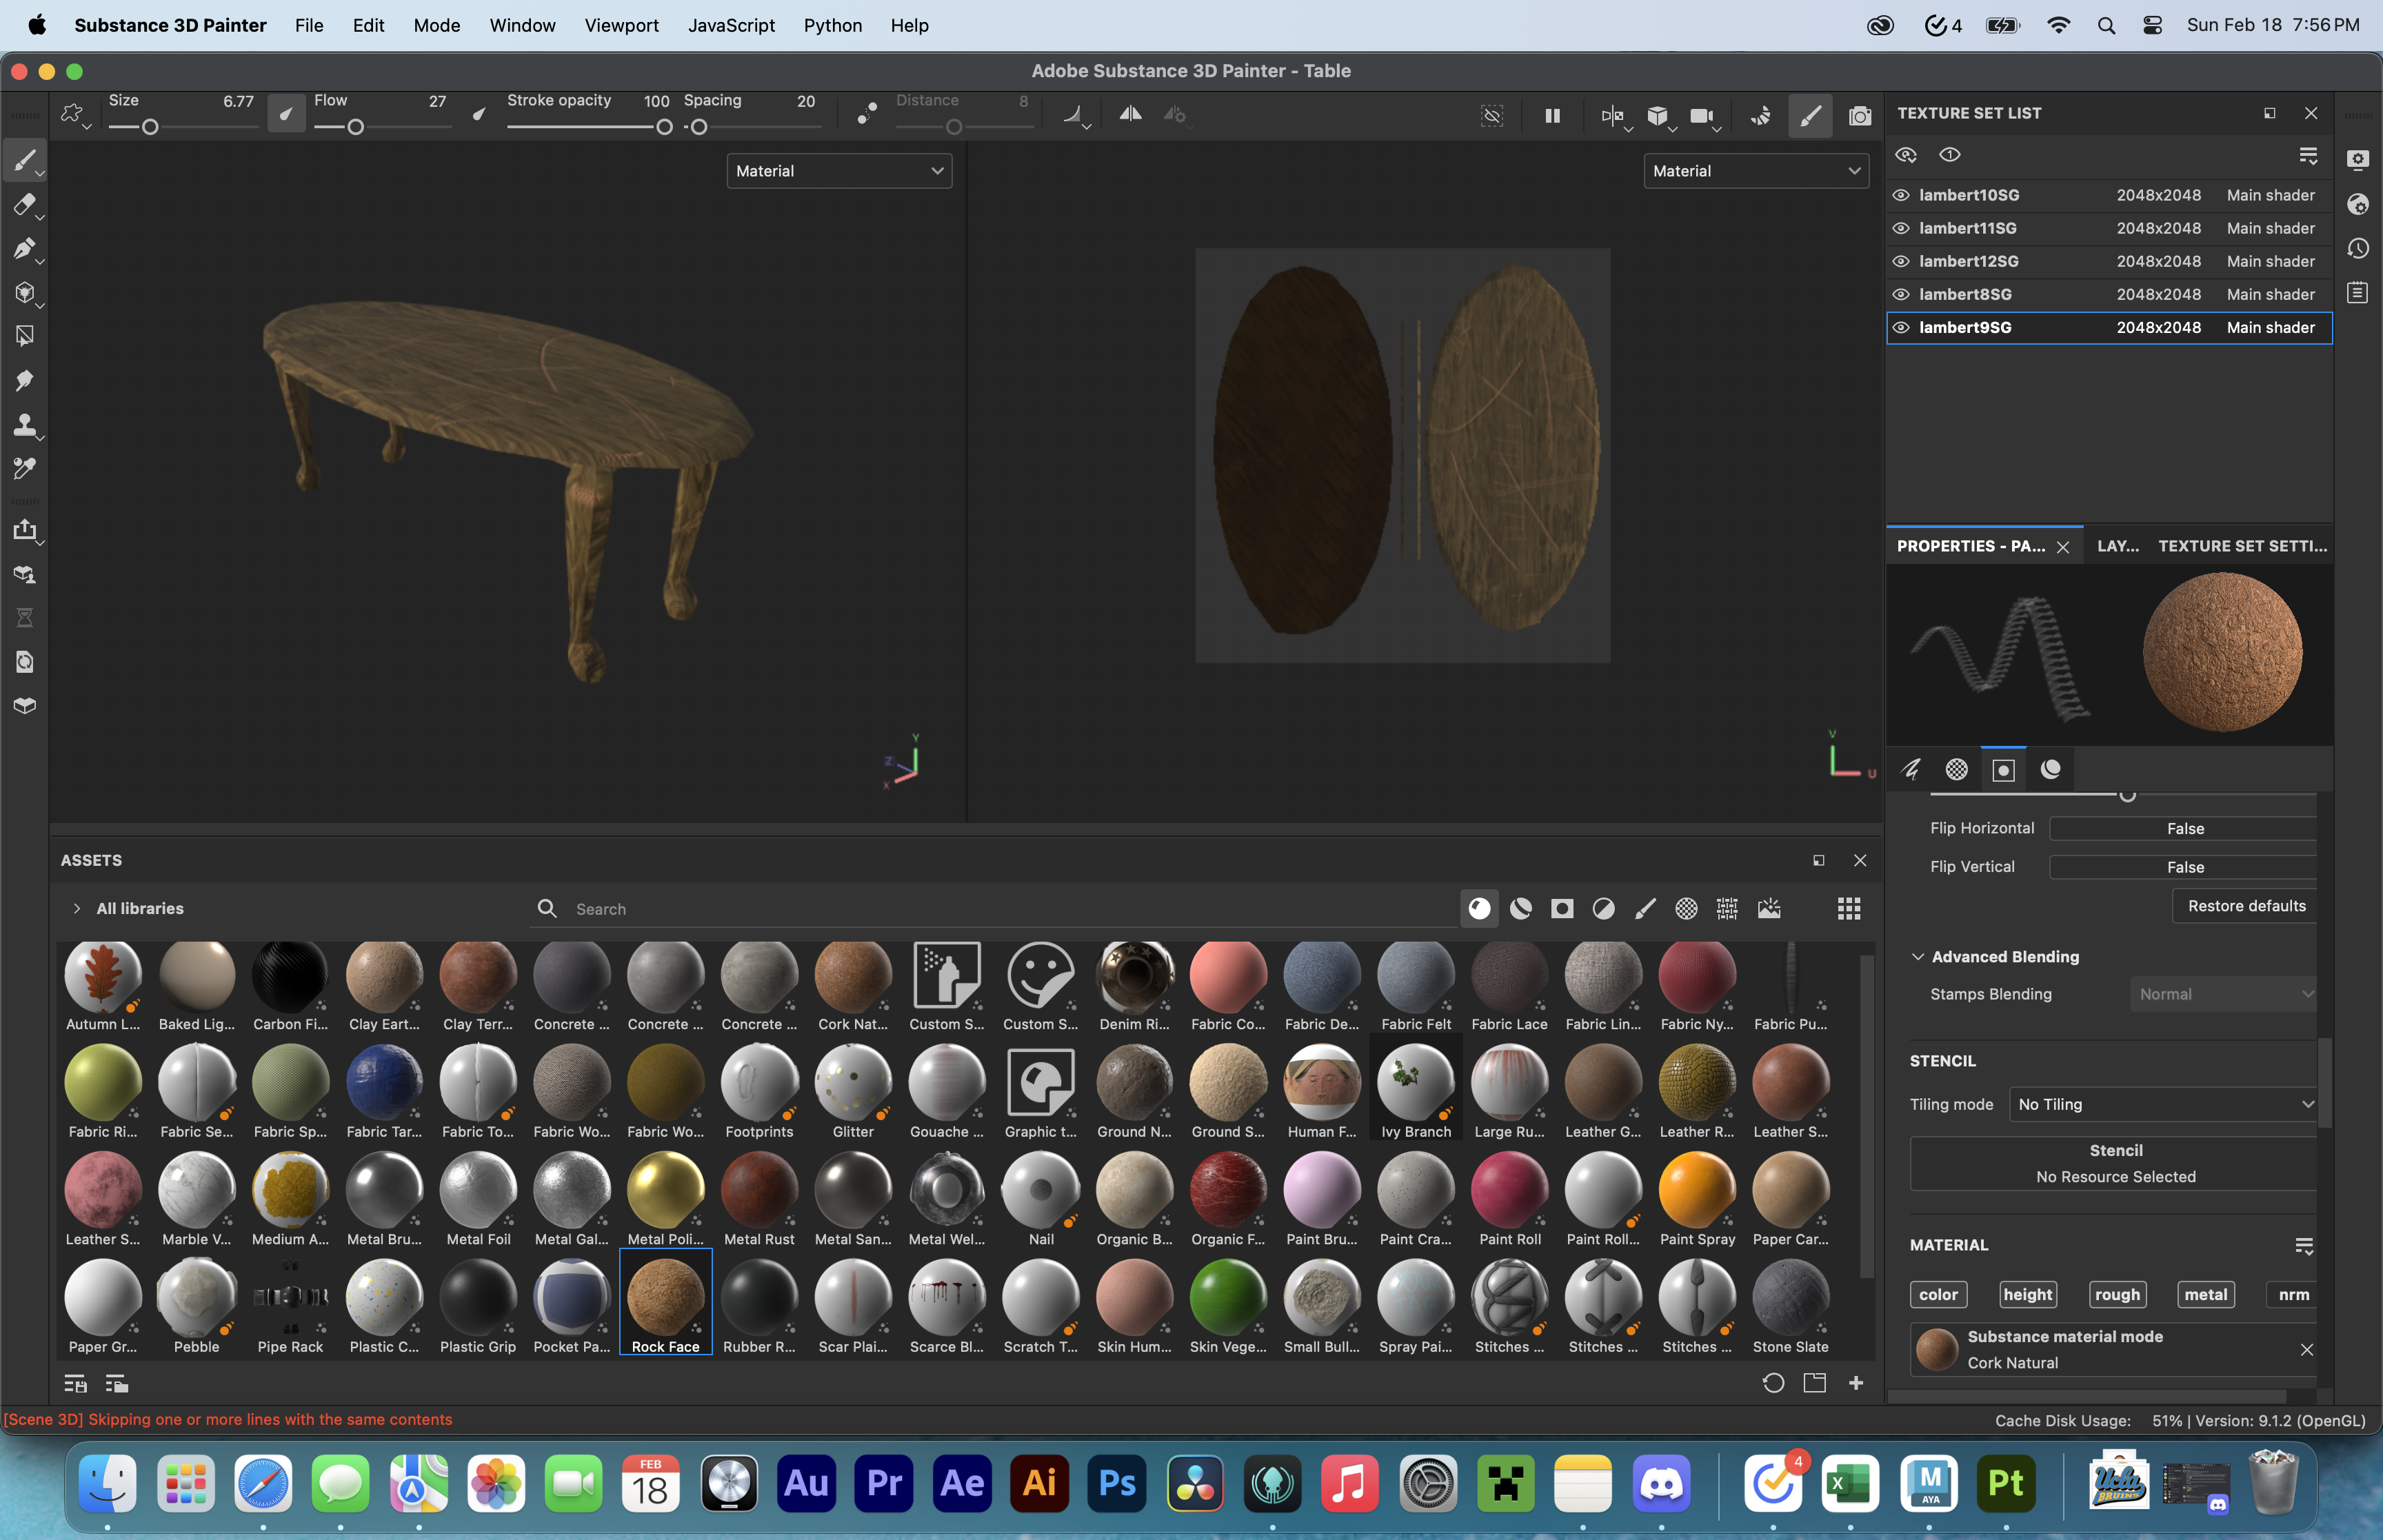 Substance 3D Painter File Edit Mode Window Viewport JavaScript Python Help 4 Sun Feb 18 7:56 PM
Adobe Substance 3D Painter - Table
Size 6.77 Flow 27 Stroke opacity 100 Spacing 20 Distance 8
Material
Material
TEXTURE SET LIST
lambert10SG 2048x2048 Main shader
lambert11SG 2048x2048 Main shader
lambert12SG 2048x2048 Main shader
lambert8SG 2048x2048 Main shader
lambert9SG 2048x2048 Main shader
PROPERTIES - PA... LAY... TEXTURE SET SETTI...
Y
Z
X
V
U
Flip Horizontal False
Flip Vertical False
Restore defaults
Advanced Blending
Stamps Blending Normal
STENCIL
Tiling mode No Tiling
Stencil
No Resource Selected
MATERIAL
color height rough metal nrm
Substance material mode
Cork Natural
ASSETS
All libraries Search
Autumn L... Baked Lig... Carbon Fi... Clay Eart... Clay Terr... Concrete ... Concrete ... Concrete ... Cork Nat... Custom S... Custom S... Denim Ri... Fabric Co... Fabric De... Fabric Felt Fabric Lace Fabric Lin... Fabric Ny... Fabric Pu...
Fabric Ri... Fabric Se... Fabric Sp... Fabric Tar... Fabric To... Fabric Wo... Fabric Wo... Footprints Glitter Gouache ... Graphic t... Ground N... Ground S... Human F... Ivy Branch Large Ru... Leather G... Leather R... Leather S...
Leather S... Marble V... Medium A... Metal Bru... Metal Foil Metal Gal... Metal Poli... Metal Rust Metal San... Metal Wel... Nail Organic B... Organic F... Paint Bru... Paint Cra... Paint Roll Paint Roll... Paint Spray Paper Car...
Paper Gr... Pebble Pipe Rack Plastic C... Plastic Grip Pocket Pa... Rock Face Rubber R... Scar Plai... Scarce Bl... Scratch T... Skin Hum... Skin Vege... Small Bull... Spray Pai... Stitches ... Stitches ... Stitches ... Stone Slate
[Scene 3D] Skipping one or more lines with the same contents
Cache Disk Usage: 51% | Version: 9.1.2 (OpenGL)
FEB
18
Au Pr Ae Ai Ps
4
X
M
AYA
Pt
Ucla
BRUINS